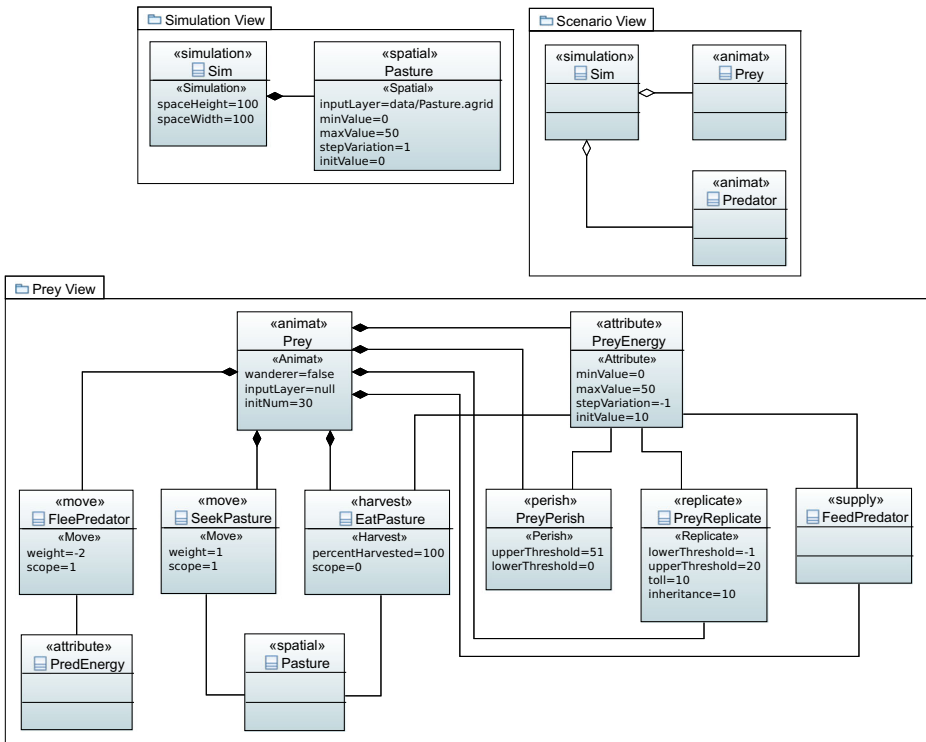 Simulation View
«simulation»
Sim
«Simulation»
spaceHeight=100
spaceWidth=100
«spatial»
Pasture
«Spatial»
inputLayer=data/Pasture.agrid
minValue=0
maxValue=50
stepVariation=1
initValue=0
Scenario View
«simulation»
Sim
«animat»
Prey
«animat»
Predator
Prey View
«animat»
Prey
«Animat»
wanderer=false
inputLayer=null
initNum=30
«attribute»
PreyEnergy
«Attribute»
minValue=0
maxValue=50
stepVariation=-1
initValue=10
«move»
FleePredator
«Move»
weight=-2
scope=1
«move»
SeekPasture
«Move»
weight=1
scope=1
«harvest»
EatPasture
«Harvest»
percentHarvested=100
scope=0
«perish»
PreyPerish
«Perish»
upperThreshold=51
lowerThreshold=0
«replicate»
PreyReplicate
«Replicate»
lowerThreshold=-1
upperThreshold=20
toll=10
inheritance=10
«supply»
FeedPredator
«attribute»
PredEnergy
«spatial»
Pasture